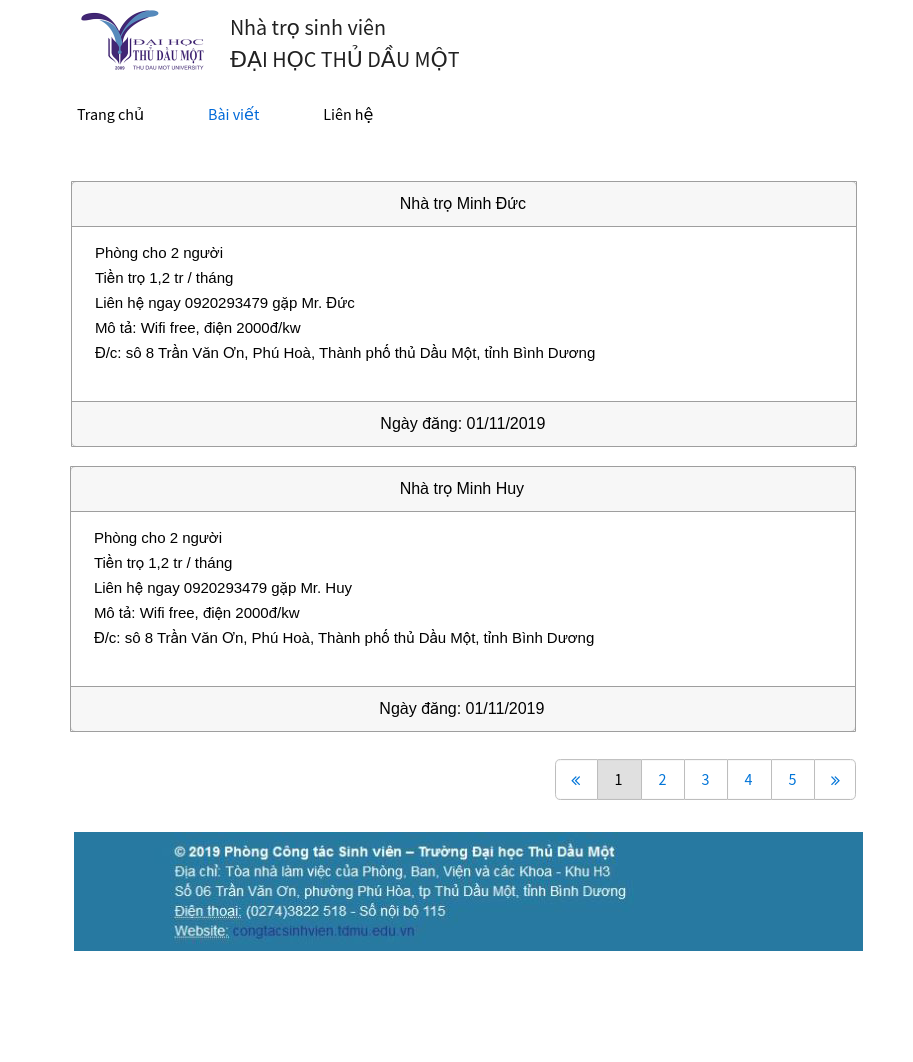 ĐẠI HỌC
THỦ DẦU MỘT
2009 THU DAU MOT UNIVERSITY
Nhà trọ sinh viên
ĐẠI HỌC THỦ DẦU MỘT
Trang chủ Bài viết Liên hệ
Nhà trọ Minh Đức
Phòng cho 2 người
Tiền trọ 1,2 tr / tháng
Liên hệ ngay 0920293479 gặp Mr. Đức
Mô tả: Wifi free, điện 2000đ/kw
Đ/c: sô 8 Trần Văn Ơn, Phú Hoà, Thành phố thủ Dầu Một, tỉnh Bình Dương
Ngày đăng: 01/11/2019
Nhà trọ Minh Huy
Phòng cho 2 người
Tiền trọ 1,2 tr / tháng
Liên hệ ngay 0920293479 gặp Mr. Huy
Mô tả: Wifi free, điện 2000đ/kw
Đ/c: sô 8 Trần Văn Ơn, Phú Hoà, Thành phố thủ Dầu Một, tỉnh Bình Dương
Ngày đăng: 01/11/2019
« 1 2 3 4 5 »
© 2019 Phòng Công tác Sinh viên – Trường Đại học Thủ Dầu Một
Địa chỉ: Tòa nhà làm việc của Phòng, Ban, Viện và các Khoa - Khu H3
Số 06 Trần Văn Ơn, phường Phú Hòa, tp Thủ Dầu Một, tỉnh Bình Dương
Điện thoại: (0274)3822 518 - Số nội bộ 115
Website: congtacsinhvien.tdmu.edu.vn